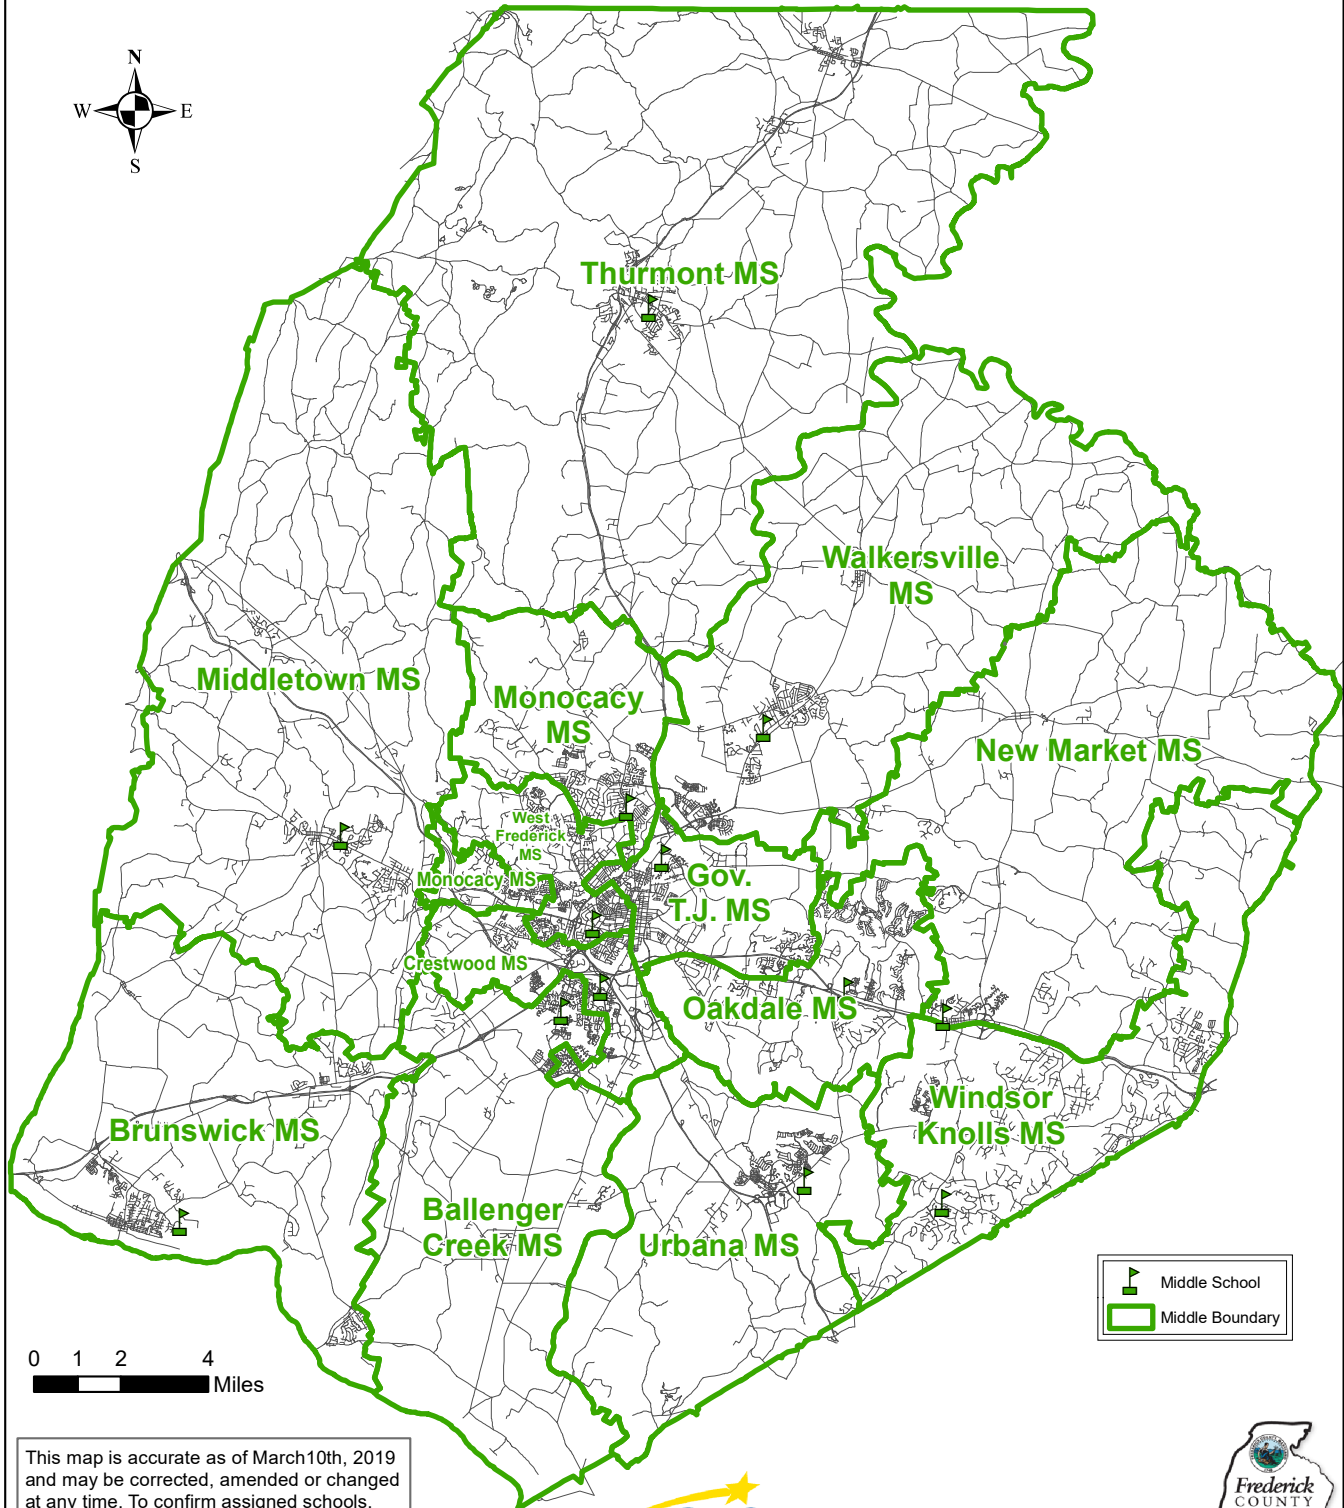 N
W E
S
Thurmont MS
Walkersville
MS
Middletown MS
Monocacy
MS
New Market MS
West
Frederick
MS
Monocacy MS
Gov.
T.J. MS
Crestwood MS
Oakdale MS
Windsor
Knolls MS
Brunswick MS
Ballenger
Creek MS
Urbana MS
Middle School
Middle Boundary
0 1 2 4
Miles
This map is accurate as of March10th, 2019
and may be corrected, amended or changed
at any time. To confirm assigned schools,
Frederick
COUNTY